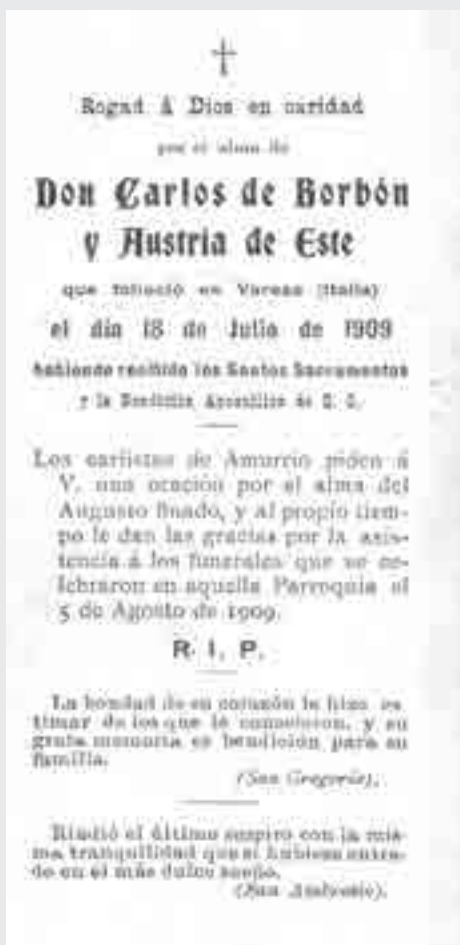 Rogad á Dios en caridad
por el alma de
Don Carlos de Borbón
y Austria de Este
que falleció en Varese (Italia)
el día 18 de Julio de 1909
habiendo recibido los Santos Sacramentos
y la Bendición Apostólica de S. S.
Los carlistas de Amurrio piden á
V. una oración por el alma del
Augusto finado, y al propio tiem-
po le dan las gracias por la asis-
tencia á los funerales que se ce-
lebraron en aquella Parroquia el
5 de Agosto de 1909.
R. I. P.
La bondad de su corazón le hizo es-
timar de los que le conocieron, y su
grata memoria es bendición para su
familia.
(San Gregorio).
Rindió el último suspiro con la mis-
ma tranquilidad que si hubiese entra-
do en el más dulce sueño.
(San Ambrosio).